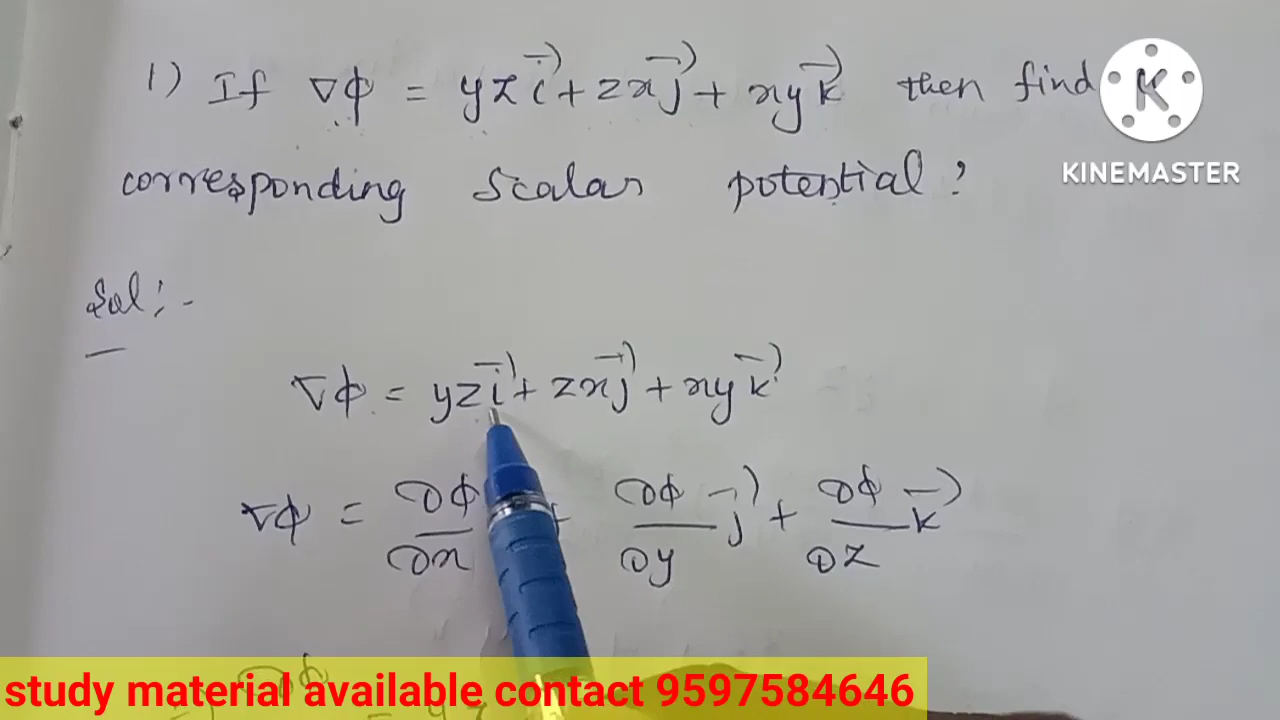 1) If ∇φ = yz i⃗ + zx j⃗ + xy k⃗ then find
corresponding scalar potential?
K
KINEMASTER
Sol:-
∇φ = yz i⃗ + zx j⃗ + xy k⃗
∇φ = ∂φ/∂x + ∂φ/∂y j⃗ + ∂φ/∂z k⃗
study material available contact 9597584646